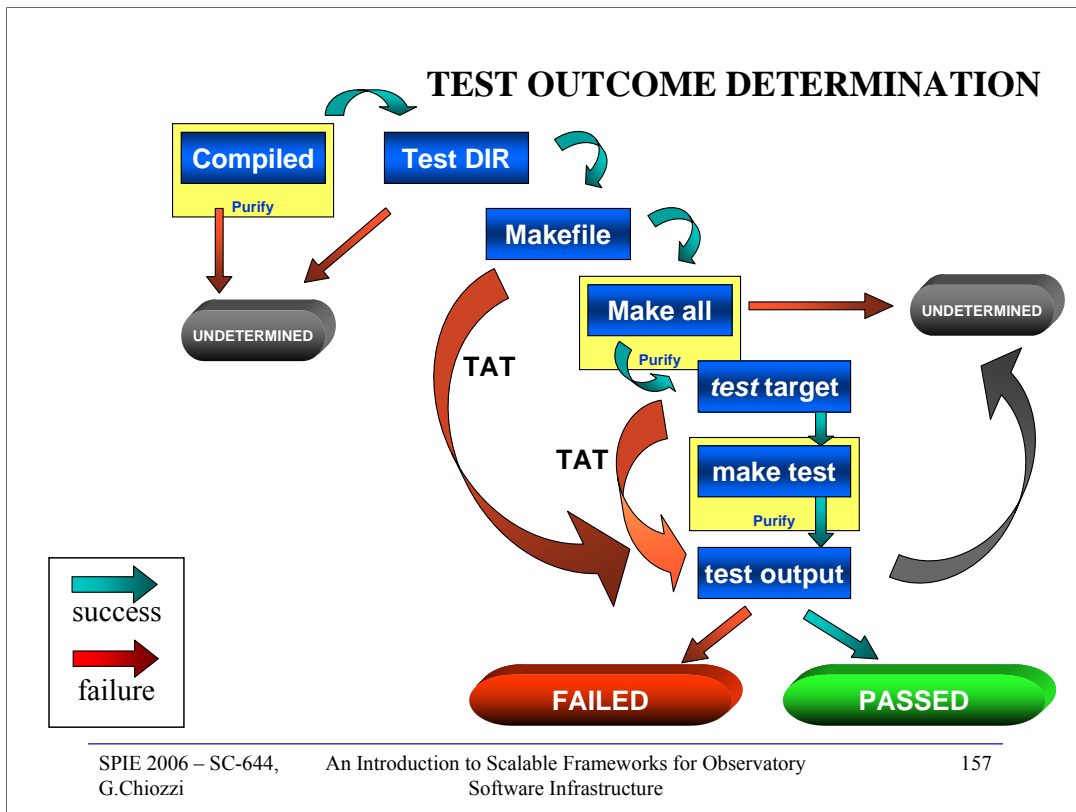 TEST OUTCOME DETERMINATION
Compiled
Purify
Test DIR
Makefile
UNDETERMINED
Make all
Purify
UNDETERMINED
TAT
test target
TAT
make test
Purify
test output
success
failure
FAILED
PASSED
SPIE 2006 – SC-644,
G.Chiozzi
An Introduction to Scalable Frameworks for Observatory
Software Infrastructure
157